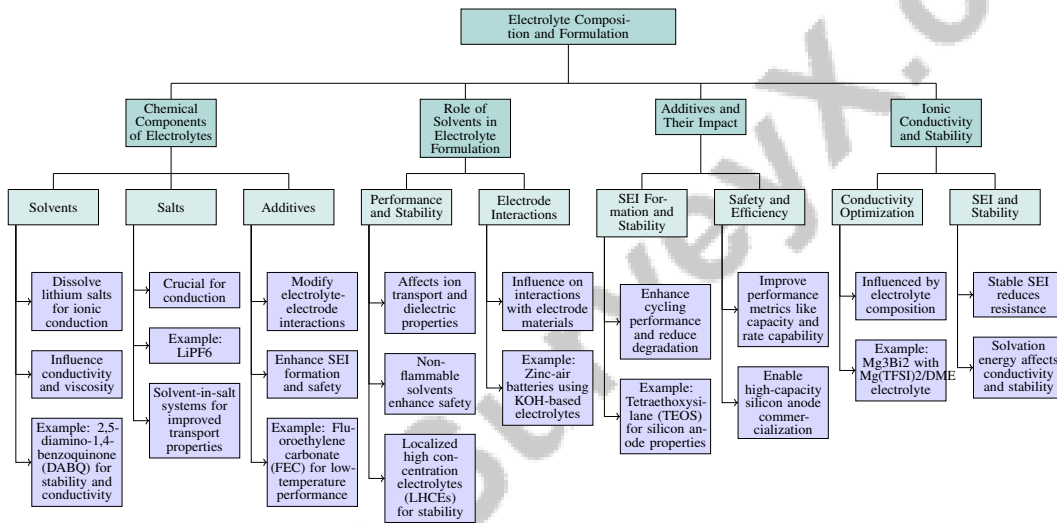 Electrolyte Composi-
tion and Formulation
Chemical
Components
of Electrolytes
Role of
Solvents in
Electrolyte
Formulation
Additives and
Their Impact
Ionic
Conductivity
and Stability
Solvents
Salts
Additives
Performance
and Stability
Electrode
Interactions
SEI For-
mation and
Stability
Safety and
Efficiency
Conductivity
Optimization
SEI and
Stability
Dissolve
lithium salts
for ionic
conduction
Influence
conductivity
and viscosity
Example: 2,5-
diamino-1,4-
benzoquinone
(DABQ) for
stability and
conductivity
Crucial for
conduction
Example:
LiPF6
Solvent-in-salt
systems for
improved
transport
properties
Modify
electrolyte-
electrode
interactions
Enhance SEI
formation
and safety
Example: Flu-
oroethylene
carbonate
(FEC) for low-
temperature
performance
Affects ion
transport and
dielectric
properties
Non-
flammable
solvents
enhance safety
Localized
high con-
centration
electrolytes
(LHCEs)
for stability
Influence on
interactions
with electrode
materials
Example:
Zinc-air
batteries using
KOH-based
electrolytes
Enhance
cycling
performance
and reduce
degradation
Example:
Tetraethoxysi-
lane (TEOS)
for silicon an-
ode properties
Improve
performance
metrics like
capacity and
rate capability
Enable
high-capacity
silicon anode
commer-
cialization
Influenced by
electrolyte
composition
Example:
Mg3Bi2 with
Mg(TFSI)2/DME
electrolyte
Stable SEI
reduces
resistance
Solvation
energy affects
conductivity
and stability